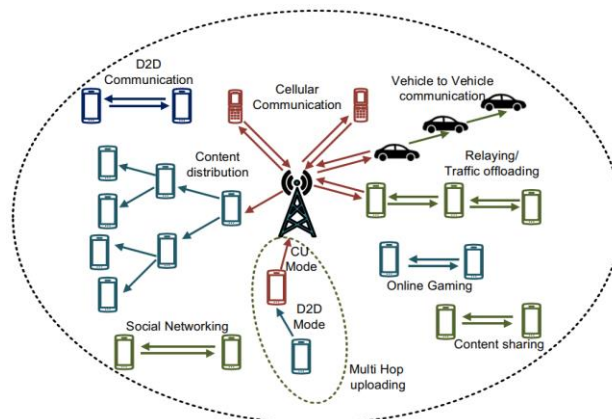 D2D
Communication
Cellular
Communication
Vehicle to Vehicle
communication
Content
distribution
Relaying/
Traffic offloading
CU
Mode
Online Gaming
D2D
Mode
Social Networking
Content sharing
Multi Hop
uploading